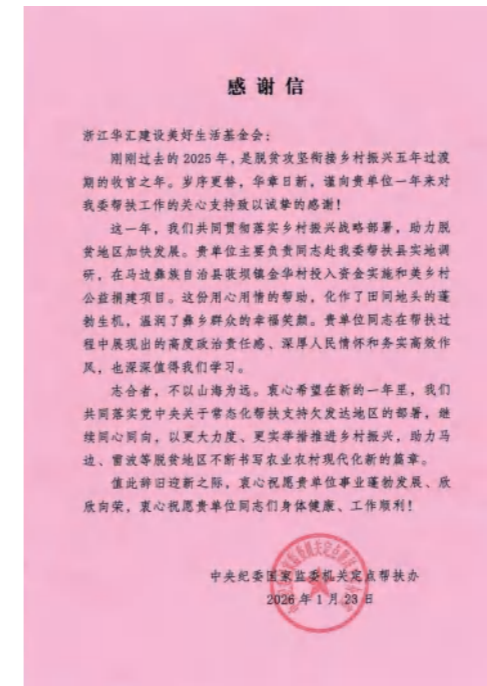 感谢信
浙江华汇建设美好生活基金会：
刚刚过去的 2025年，是脱贫攻坚衔接乡村振兴五年过渡
期的收官之年。岁序更替，华章日新，谨向贵单位一年来对
我委帮扶工作的关心支持致以诚挚的感谢！
这一年，我们共同贯彻落实乡村振兴战略部署，助力脱
贫地区加快发展。贵单位主要负责同志赴我委帮扶县实地调
研，在马边彝族自治县荍坝镇金华村投入资金实施和美乡村
公益捐建项目。这份用心用情的帮助，化作了田间地头的蓬
勃生机，温润了彝乡群众的幸福笑颜。贵单位同志在帮扶过
程中展现出的高度政治责任感、深厚人民情怀和务实高效作
风，也深深值得我们学习。
志合者，不以山海为远。衷心希望在新的一年里，我们
共同落实党中央关于常态化帮扶支持欠发达地区的部署，继
续同心同向，以更大力度、更实举措推进乡村振兴，助力马
边、雷波等脱贫地区不断书写农业农村现代化新的篇章。
值此辞旧迎新之际，衷心祝愿贵单位事业蓬勃发展、欣
欣向荣，衷心祝愿贵单位同志们身体健康、工作顺利！
中央纪委国家监委机关定点帮扶办
2026年1月23日